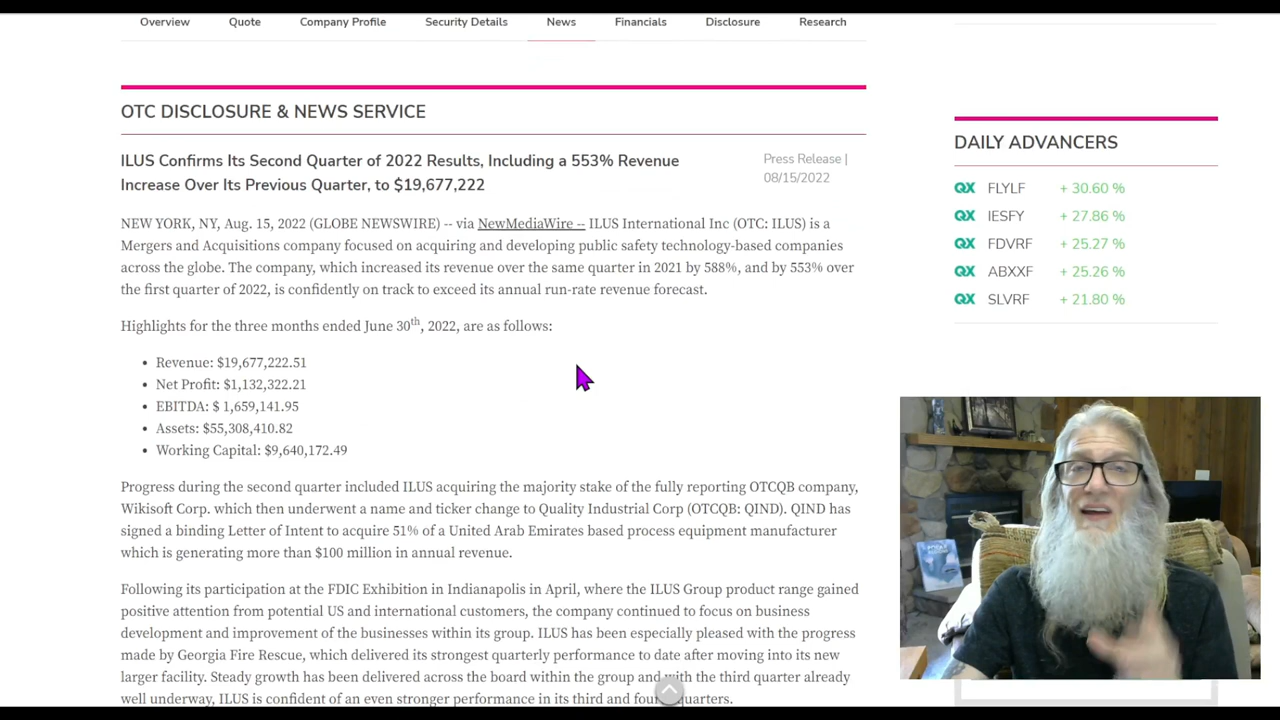 Overview Quote Company Profile Security Details News Financials Disclosure Research
OTC DISCLOSURE & NEWS SERVICE
ILUS Confirms Its Second Quarter of 2022 Results, Including a 553% Revenue
Increase Over Its Previous Quarter, to $19,677,222
Press Release |
08/15/2022
NEW YORK, NY, Aug. 15, 2022 (GLOBE NEWSWIRE) -- via NewMediaWire -- ILUS International Inc (OTC: ILUS) is a
Mergers and Acquisitions company focused on acquiring and developing public safety technology-based companies
across the globe. The company, which increased its revenue over the same quarter in 2021 by 588%, and by 553% over
the first quarter of 2022, is confidently on track to exceed its annual run-rate revenue forecast.
Highlights for the three months ended June 30th, 2022, are as follows:
• Revenue: $19,677,222.51
• Net Profit: $1,132,322.21
• EBITDA: $ 1,659,141.95
• Assets: $55,308,410.82
• Working Capital: $9,640,172.49
Progress during the second quarter included ILUS acquiring the majority stake of the fully reporting OTCQB company,
Wikisoft Corp. which then underwent a name and ticker change to Quality Industrial Corp (OTCQB: QIND). QIND has
signed a binding Letter of Intent to acquire 51% of a United Arab Emirates based process equipment manufacturer
which is generating more than $100 million in annual revenue.
Following its participation at the FDIC Exhibition in Indianapolis in April, where the ILUS Group product range gained
positive attention from potential US and international customers, the company continued to focus on business
development and improvement of the businesses within its group. ILUS has been especially pleased with the progress
made by Georgia Fire Rescue, which delivered its strongest quarterly performance to date after moving into its new
larger facility. Steady growth has been delivered across the board within the group and with the third quarter already
well underway, ILUS is confident of an even stronger performance in its third and quarters.
DAILY ADVANCERS
QX FLYLF + 30.60 %
QX IESFY + 27.86 %
QX FDVRF + 25.27 %
QX ABXXF + 25.26 %
QX SLVRF + 21.80 %